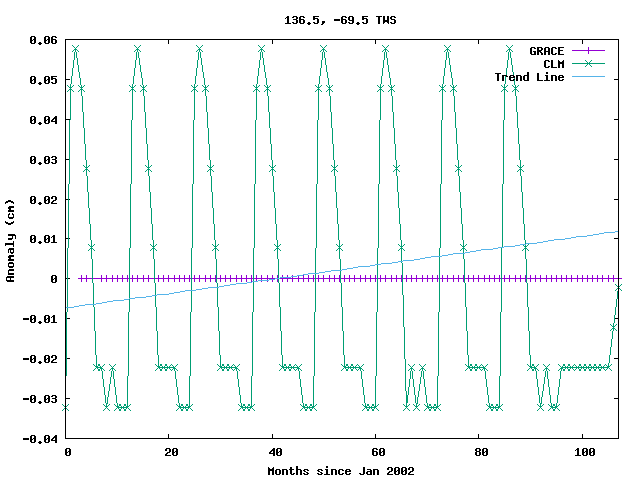 136.5, -69.5 TWS
GRACE
CLM
Trend Line
0.06
0.05
0.04
0.03
0.02
0.01
0
-0.01
-0.02
-0.03
-0.04
Anomaly (cm)
0 20 40 60 80 100
Months since Jan 2002